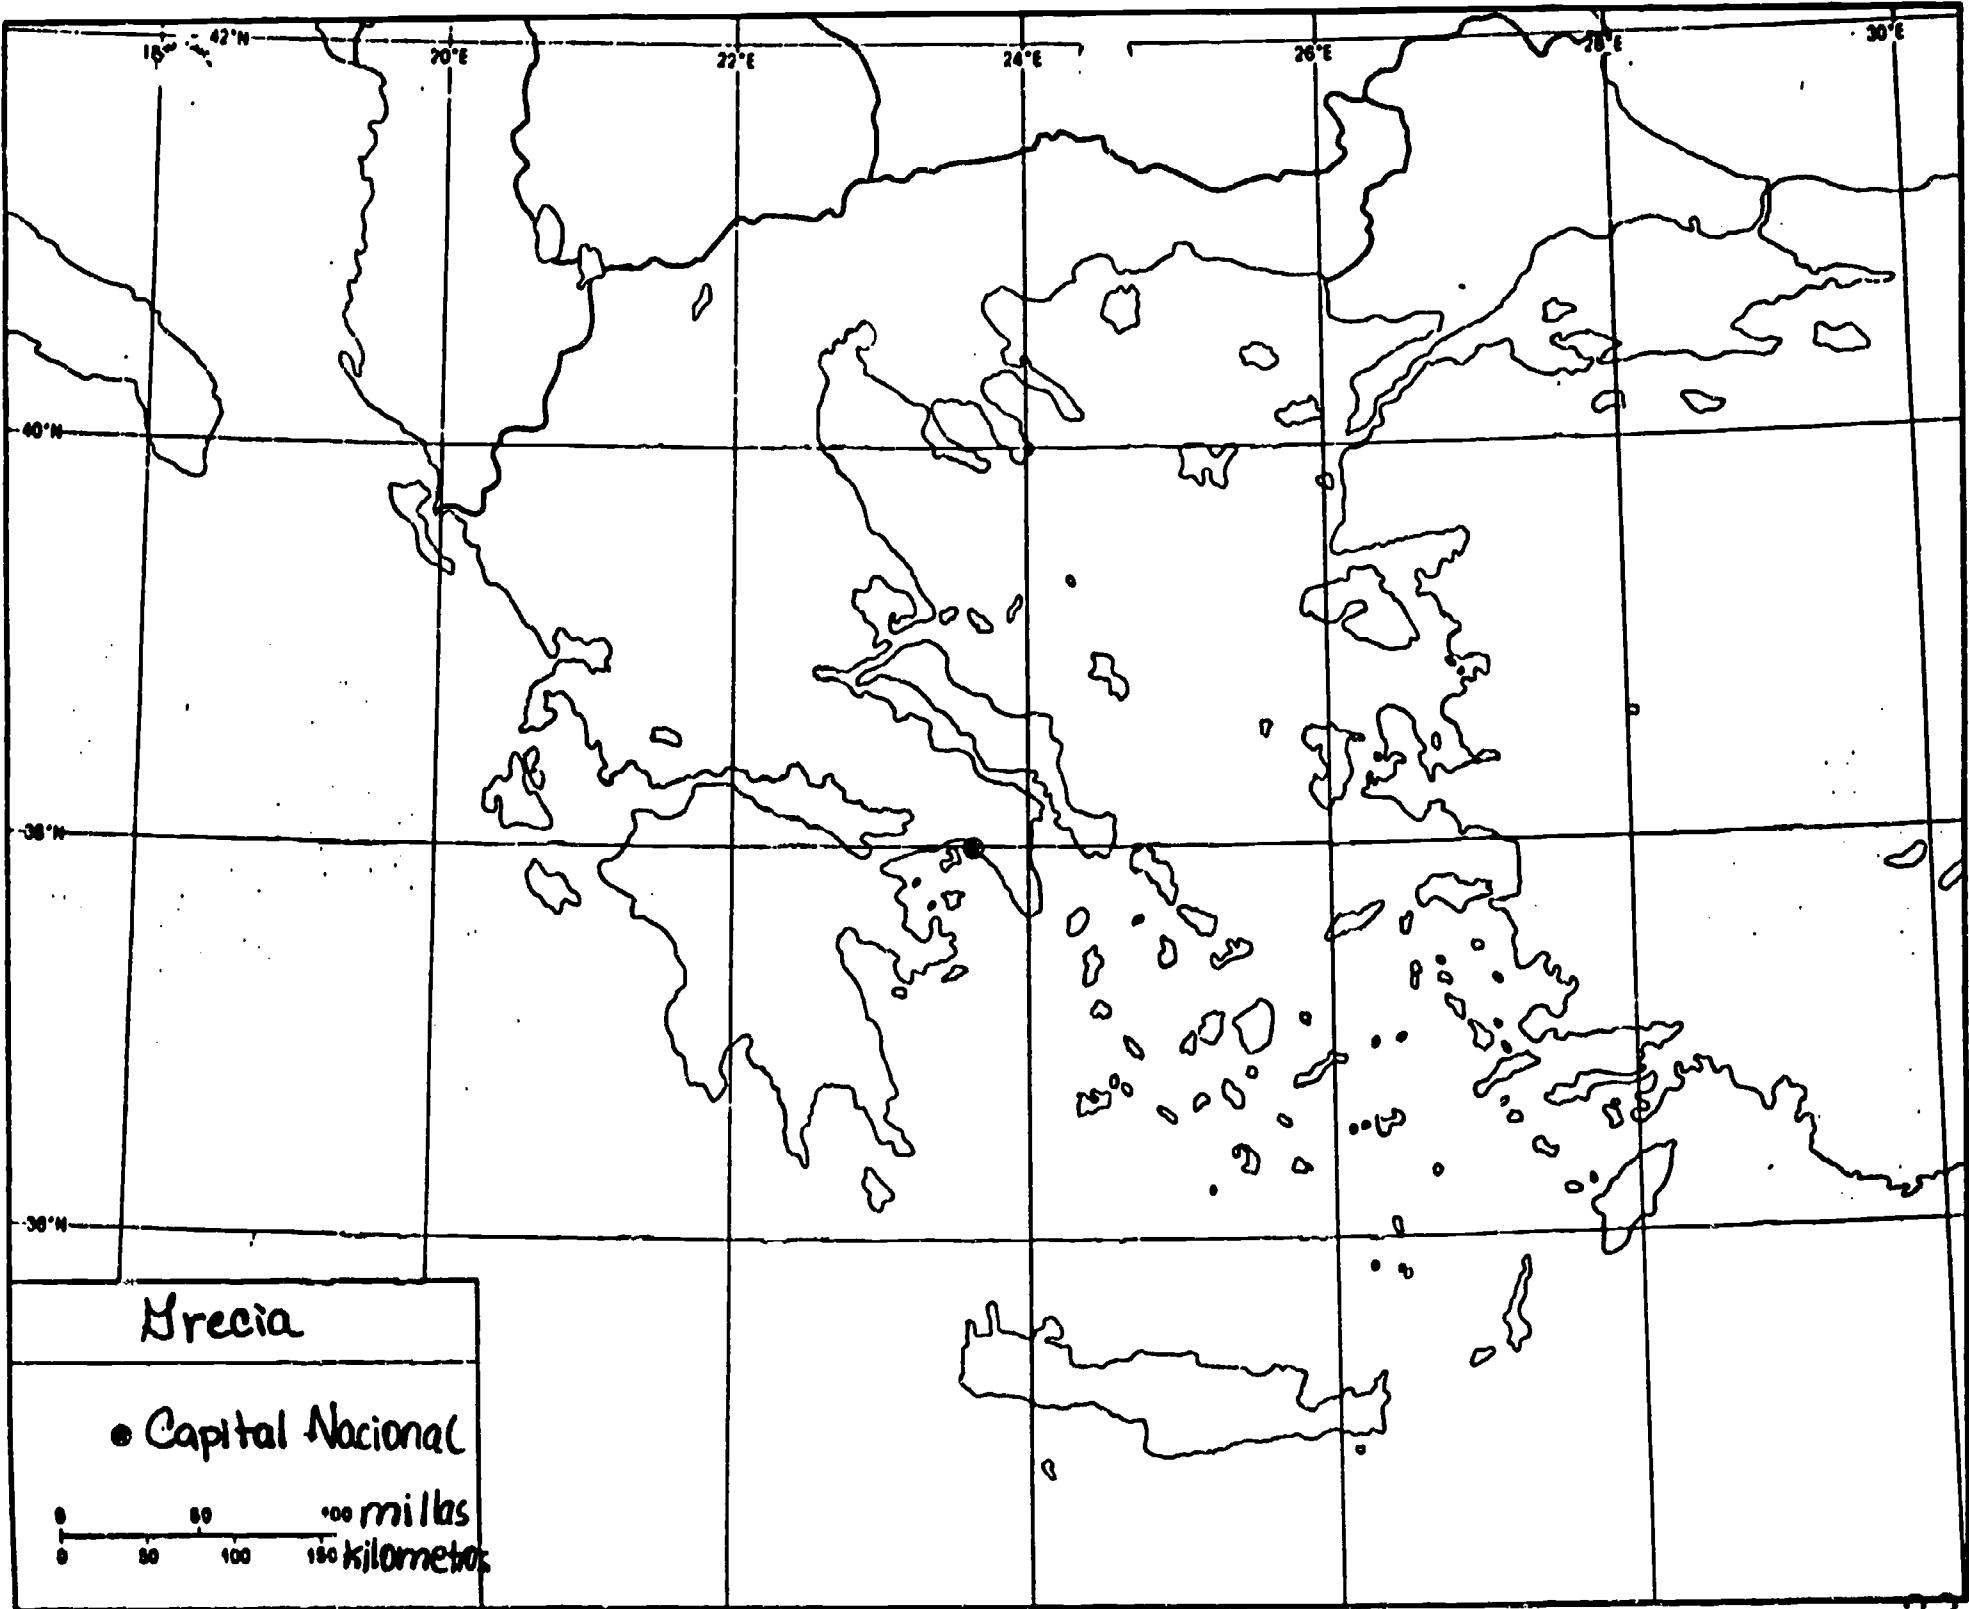 18°E 42°N 20°E 22°E 24°E 26°E 28°E 30°E
40°N
38°N
36°N
Grecia
● Capital Nacional
0 50 100 millas
0 50 100 150 kilometros